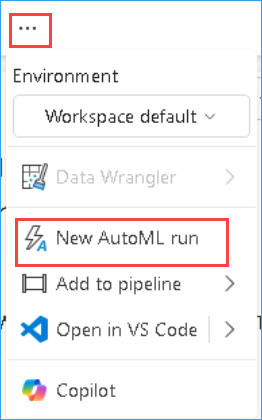 ...
Environment
Workspace default
Data Wrangler
New AutoML run
Add to pipeline
Open in VS Code
Copilot